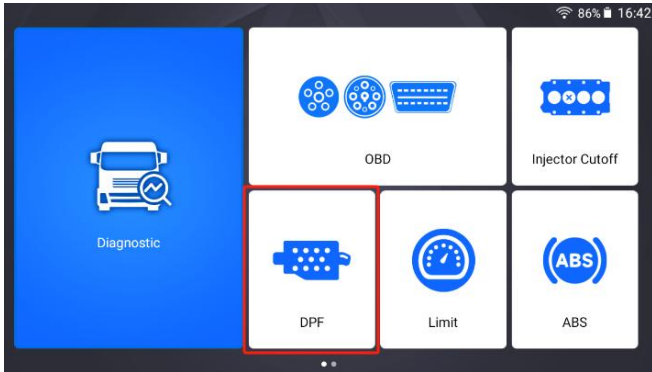 86% 16:42
Diagnostic
OBD
Injector Cutoff
DPF
Limit
ABS
ABS